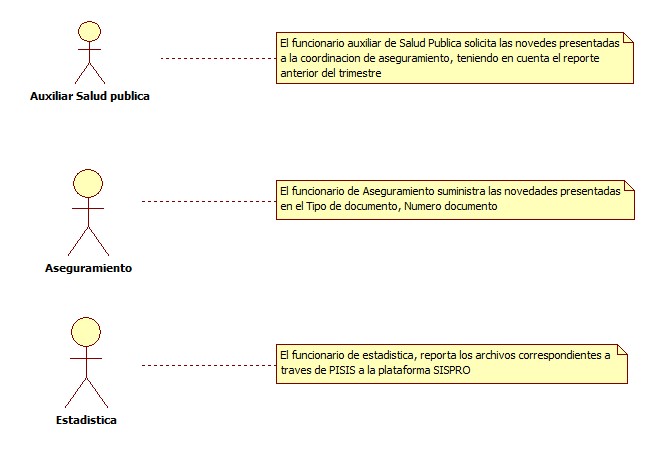 El funcionario auxiliar de Salud Publica solicita las novedes presentadas
a la coordinacion de aseguramiento, teniendo en cuenta el reporte
anterior del trimestre
Auxiliar Salud publica
El funcionario de Aseguramiento suministra las novedades presentadas
en el Tipo de documento, Numero documento
Aseguramiento
El funcionario de estadistica, reporta los archivos correspondientes a
traves de PISIS a la plataforma SISPRO
Estadistica